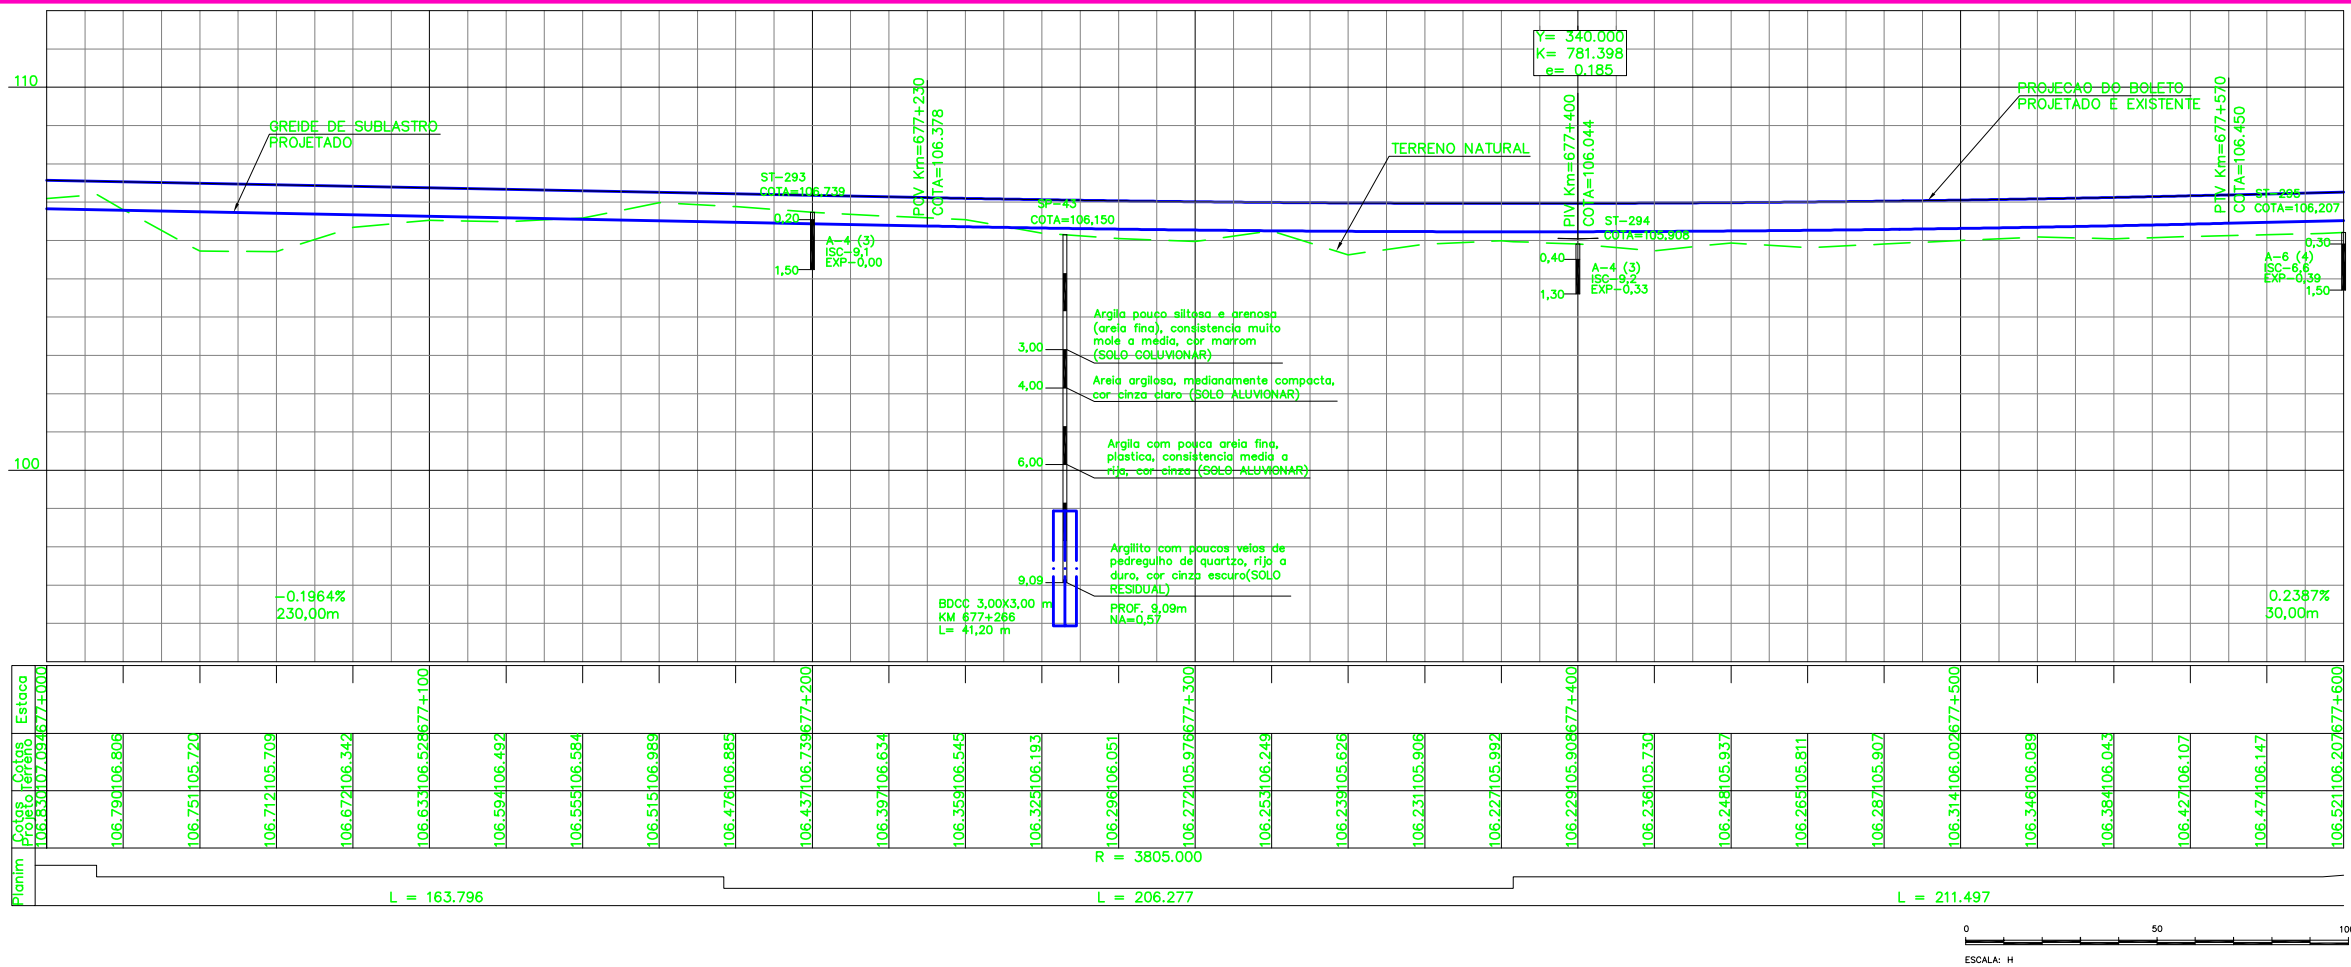 Y= 340.000
K= 781.398
e= 0.185
110
100
GREIDE DE SUBLASTRO
PROJETADO
ST-293
COTA=106,739
0,20
1,50
A-4 (3)
ISC-9,1
EXP-0,00
PCV Km=677+230
COTA=106.378
SP-43
COTA=106,150
TERRENO NATURAL
PIV Km=677+400
COTA=106.044
ST-294
COTA=105,908
0,40
1,30
A-4 (3)
ISC-9,2
EXP-0,33
PROJECAO DO BOLETO
PROJETADO E EXISTENTE
PTV Km=677+570
COTA=106.450
ST-295
COTA=106,207
0,30
A-6 (4)
ISC-6,6
EXP-0,39
1,50
Argila pouco siltosa e arenosa
(areia fina), consistencia muito
mole a media, cor marrom
(SOLO COLUVIONAR)
3,00
4,00
Areia argilosa, medianamente compacta,
cor cinza claro (SOLO ALUVIONAR)
Argila com pouca areia fina,
plastica, consistencia media a
rija, cor cinza (SOLO ALUVIONAR)
6,00
Argilito com poucos veios de
pedregulho de quartzo, rijo a
duro, cor cinza escuro(SOLO
RESIDUAL)
9,09
PROF. 9,09m
NA=0,57
BDCC 3,00X3,00 m
KM 677+266
L= 41,20 m
-0.1964%
230,00m
0.2387%
30,00m
Estaca
677+000
677+100
677+200
677+300
677+400
677+500
677+600
Cotas
Terreno
107.094
106.806
105.720
105.709
106.342
106.528
106.492
106.584
106.989
106.885
106.739
106.634
106.545
106.193
106.051
105.976
106.249
105.626
105.906
105.992
105.908
105.730
105.937
105.811
105.907
106.002
106.089
106.043
106.107
106.147
106.207
Cotas
Projeto
106.830
106.790
106.751
106.712
106.672
106.633
106.594
106.555
106.515
106.476
106.437
106.397
106.359
106.325
106.296
106.272
106.253
106.239
106.231
106.227
106.229
106.236
106.248
106.265
106.287
106.314
106.346
106.384
106.427
106.474
106.521
Planim
R = 3805.000
L = 163.796
L = 206.277
L = 211.497
0
50
ESCALA: H